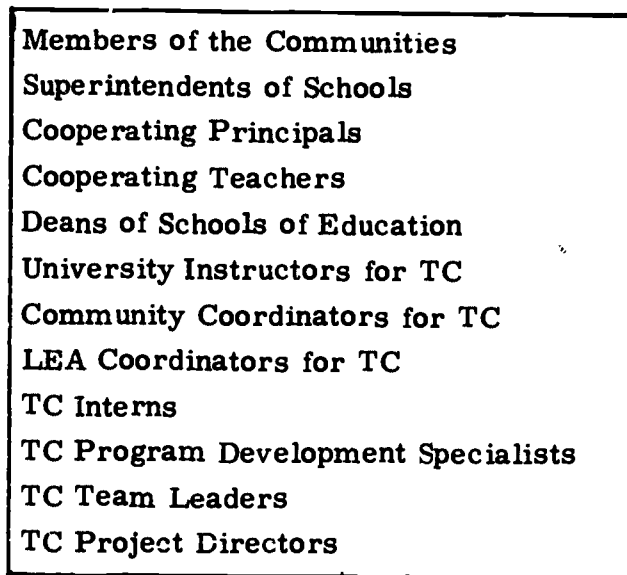 Members of the Communities
Superintendents of Schools
Cooperating Principals
Cooperating Teachers
Deans of Schools of Education
University Instructors for TC
Community Coordinators for TC
LEA Coordinators for TC
TC Interns
TC Program Development Specialists
TC Team Leaders
TC Project Directors